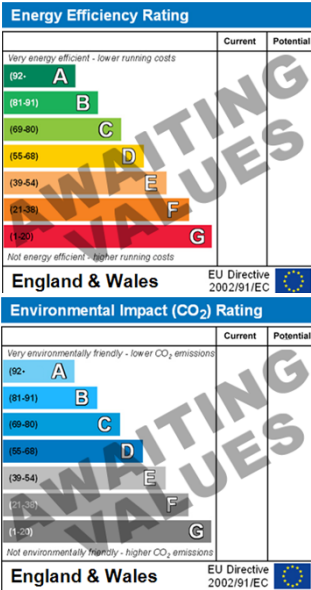 Energy Efficiency Rating
Current Potential
Very energy efficient - lower running costs
(92- A
(81-91) B
(69-80) C
(55-68) D
(39-54) E
(21-38) F
(1-20) G
AWAITING
VALUES
Not energy efficient - higher running costs
England & Wales
EU Directive
2002/91/EC
Environmental Impact (CO2) Rating
Current Potential
Very environmentally friendly - lower CO2 emissions
(92- A
(81-91) B
(69-80) C
(55-68) D
(39-54) E
(21-38) F
(1-20) G
AWAITING
VALUES
Not environmentally friendly - higher CO2 emissions
England & Wales
EU Directive
2002/91/EC